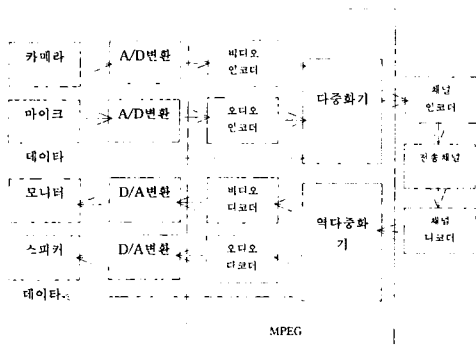 카메라
A/D변환
비디오
인코더
다중화기
채널
인코더
마이크
A/D변환
오디오
인코더
데이타
전송채널
모니터
D/A변환
비디오
디코더
역다중화
기
채널
디코더
스피커
D/A변환
오디오
디코더
데이타
MPEG